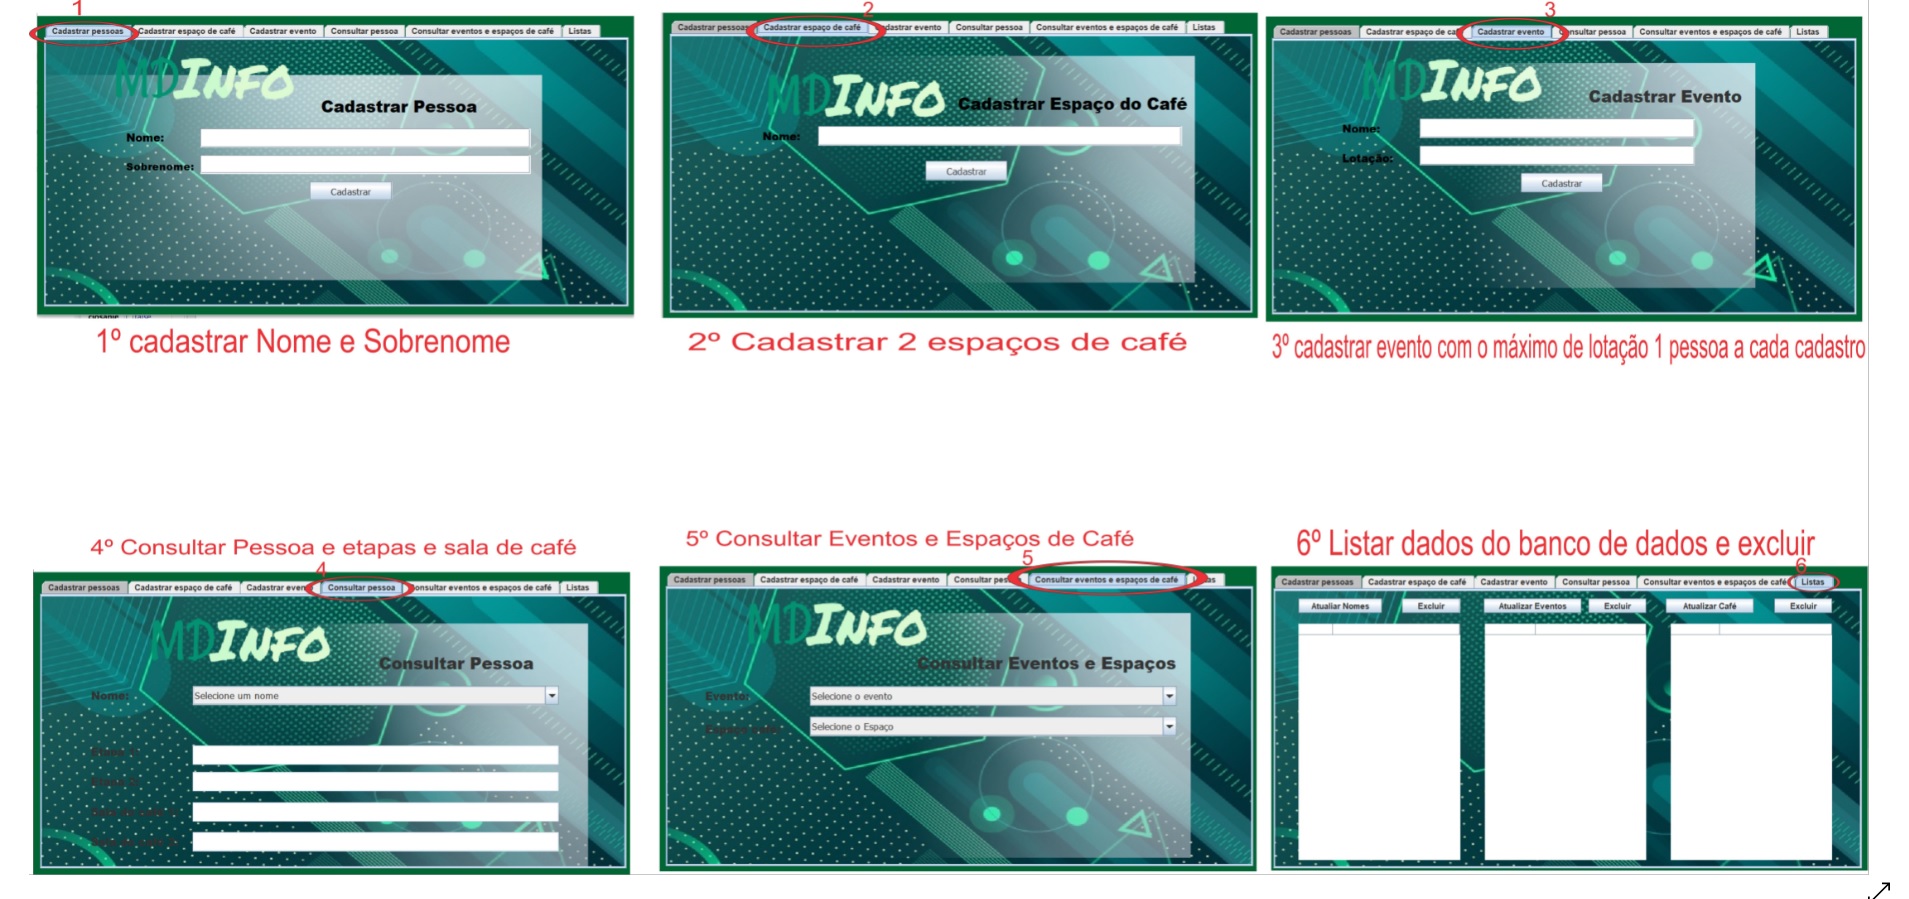 1
Cadastrar pessoas Cadastrar espaço de café Cadastrar evento Consultar pessoa Consultar eventos e espaços de café Listas
MDINFO
Cadastrar Pessoa
Nome:
Sobrenome:
Cadastrar
1º cadastrar Nome e Sobrenome
2
Cadastrar pessoas Cadastrar espaço de café Cadastrar evento Consultar pessoa Consultar eventos e espaços de café Listas
MDINFO
Cadastrar Espaço do Café
Nome:
Cadastrar
2º Cadastrar 2 espaços de café
3
Cadastrar pessoas Cadastrar espaço de café Cadastrar evento Consultar pessoa Consultar eventos e espaços de café Listas
MDINFO
Cadastrar Evento
Nome:
Lotação:
Cadastrar
3º cadastrar evento com o máximo de lotação 1 pessoa a cada cadastro
4º Consultar Pessoa e etapas e sala de café
4
Cadastrar pessoas Cadastrar espaço de café Cadastrar evento Consultar pessoa Consultar eventos e espaços de café Listas
MDINFO
Consultar Pessoa
Nome:
Selecione um nome
5º Consultar Eventos e Espaços de Café
5
Cadastrar pessoas Cadastrar espaço de café Cadastrar evento Consultar pessoa Consultar eventos e espaços de café Listas
MDINFO
Consultar Eventos e Espaços
Evento:
Selecione o evento
Selecione o Espaço
6º Listar dados do banco de dados e excluir
6
Cadastrar pessoas Cadastrar espaço de café Cadastrar evento Consultar pessoa Consultar eventos e espaços de café Listas
Atualiar Nomes Excluir Atualizar Eventos Excluir Atualizar Café Excluir